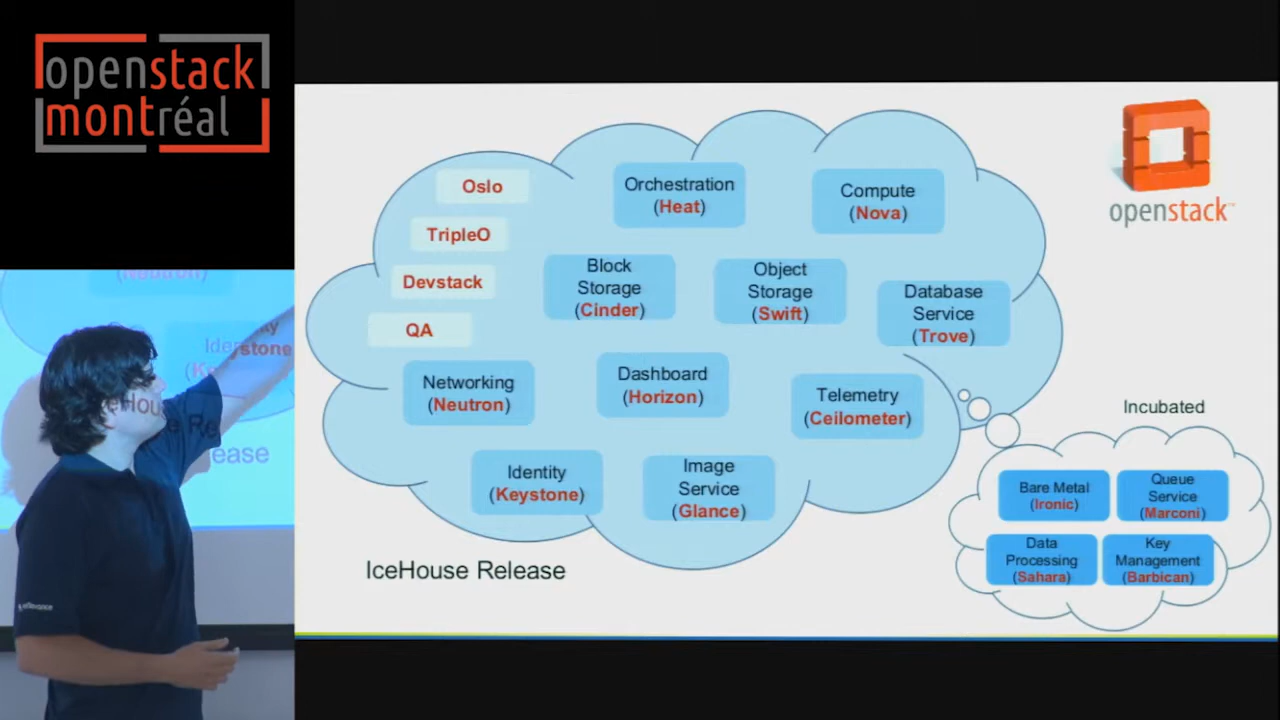 openstack
montréal
openstack
Oslo
TripleO
Devstack
QA
Orchestration
(Heat)
Compute
(Nova)
Block
Storage
(Cinder)
Object
Storage
(Swift)
Database
Service
(Trove)
Networking
(Neutron)
Dashboard
(Horizon)
Telemetry
(Ceilometer)
Identity
(Keystone)
Image
Service
(Glance)
IceHouse Release
Incubated
Bare Metal
(Ironic)
Queue
Service
(Marconi)
Data
Processing
(Sahara)
Key
Management
(Barbican)
(Neutron)